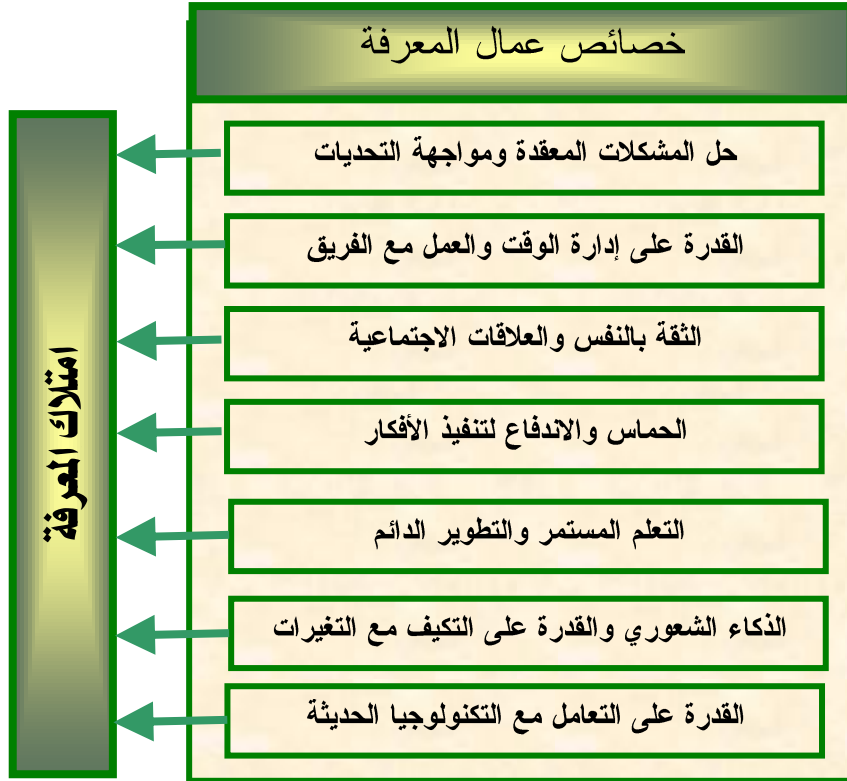 خصائص عمال المعرفة
حل المشكلات المعقدة ومواجهة التحديات
القدرة على إدارة الوقت والعمل مع الفريق
الثقة بالنفس والعلاقات الاجتماعية
الحماس والاندفاع لتنفيذ الأفكار
التعلم المستمر والتطوير الدائم
الذكاء الشعوري والقدرة على التكيف مع التغيرات
القدرة على التعامل مع التكنولوجيا الحديثة
امتلاك المعرفة